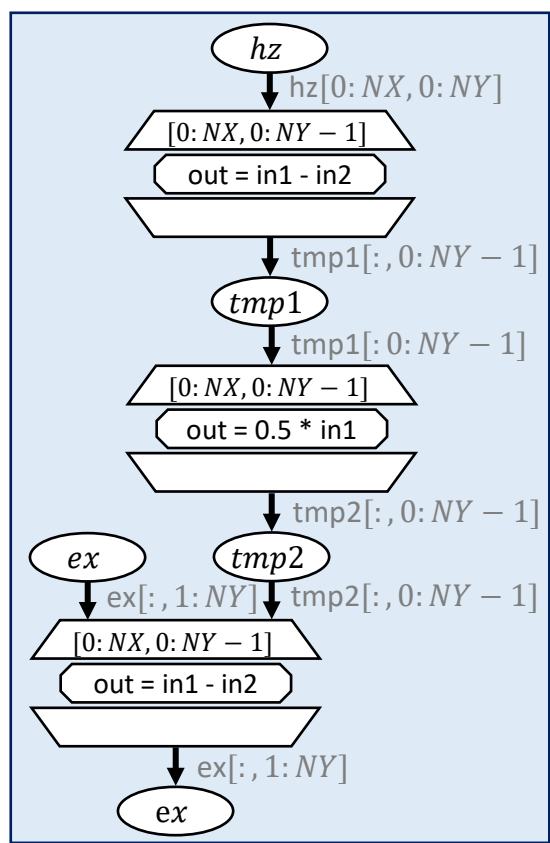 hz
hz[0: NX, 0: NY]
[0: NX, 0: NY − 1]
out = in1 - in2
tmp1[: , 0: NY − 1]
tmp1
tmp1[: 0: NY − 1]
[0: NX, 0: NY − 1]
out = 0.5 * in1
tmp2[: , 0: NY − 1]
ex
tmp2
ex[: , 1: NY]
tmp2[: , 0: NY − 1]
[0: NX, 0: NY − 1]
out = in1 - in2
ex[: , 1: NY]
ex